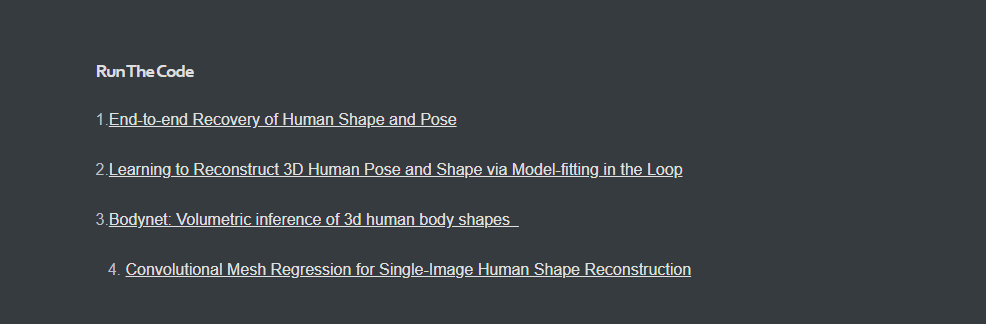 Run The Code
1.End-to-end Recovery of Human Shape and Pose
2.Learning to Reconstruct 3D Human Pose and Shape via Model-fitting in the Loop
3.Bodynet: Volumetric inference of 3d human body shapes
4. Convolutional Mesh Regression for Single-Image Human Shape Reconstruction